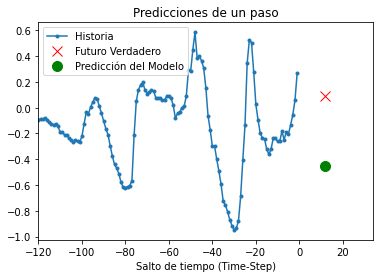 Predicciones de un paso
Historia
Futuro Verdadero
Predicción del Modelo
0.6
0.4
0.2
0.0
−0.2
−0.4
−0.6
−0.8
−1.0
−120 −100 −80 −60 −40 −20 0 20
Salto de tiempo (Time-Step)